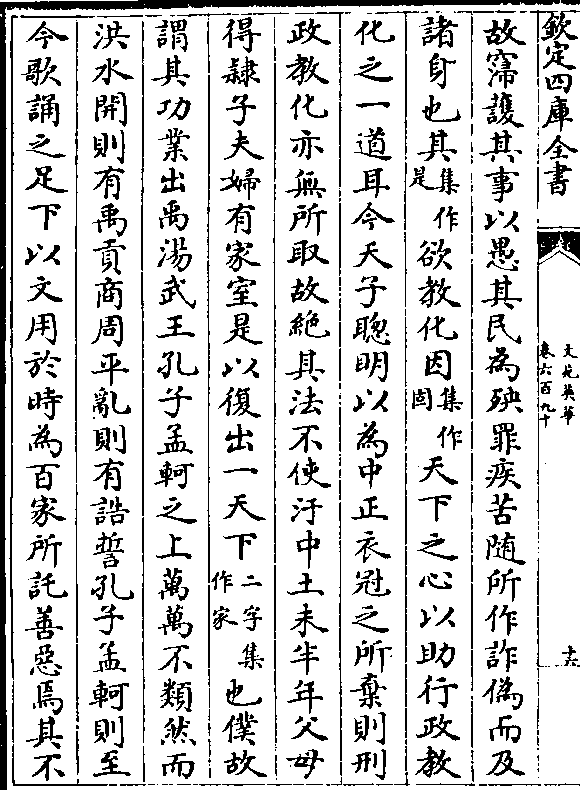 欽定四庫全書
文苑英華
卷六百九十
十六
故窩護其事以愚其民為殃罪疾苦隨所作詐偽而及
諸身也其集作是欲教化因集作固天下之心以助行政教
化之一道耳今天子聰明以為中正衣冠之所棄則刑
政教化亦無所取故絶其法不使汙中土未半年父母
得隷子夫婦有家室是以復出一天下二字集作家也僕故
謂其功業出禹湯武王孔子孟軻之上萬萬不類然而
洪水開則有禹貢商周平亂則有誥誓孔子孟軻則至
今歌誦之足下以文用於時為百家所託善惡焉其不